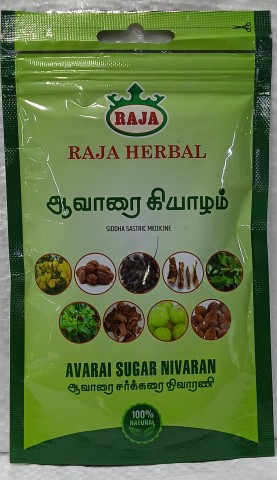 RAJA
RAJA HERBAL
ஆவாரை கியாழம்
SIDDHA SASTRIC MEDICINE
AVARAI SUGAR NIVARAN
ஆவாரை சர்க்கரை நிவாரணி
100%
NATURAL